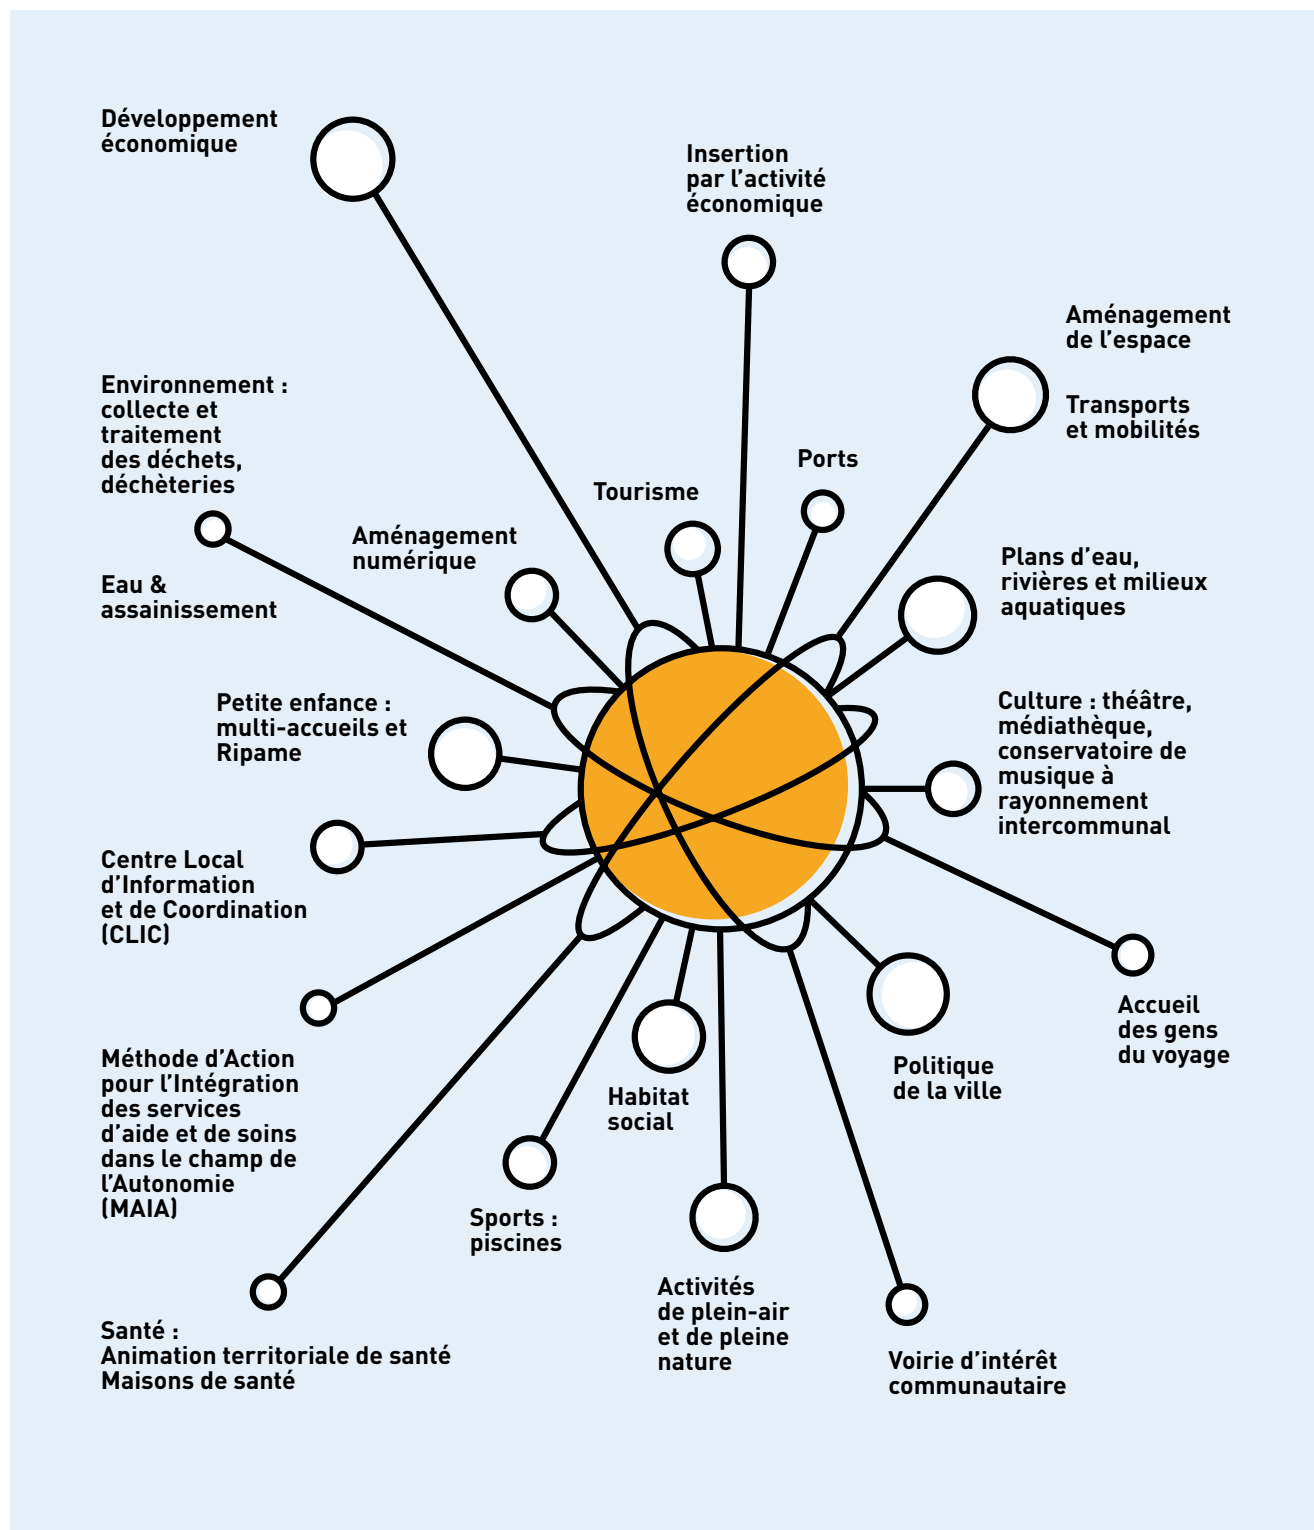 Développement
économique
Insertion
par l’activité
économique
Aménagement
de l’espace
Transports
et mobilités
Environnement :
collecte et
traitement
des déchets,
déchèteries
Ports
Tourisme
Aménagement
numérique
Plans d’eau,
rivières et milieux
aquatiques
Eau &
assainissement
Petite enfance :
multi-accueils et
Ripame
Culture : théâtre,
médiathèque,
conservatoire de
musique à
rayonnement
intercommunal
Centre Local
d’Information
et de Coordination
(CLIC)
Accueil
des gens
du voyage
Méthode d’Action
pour l’Intégration
des services
d’aide et de soins
dans le champ de
l’Autonomie
(MAIA)
Politique
de la ville
Habitat
social
Sports :
piscines
Activités
de plein-air
et de pleine
nature
Santé :
Animation territoriale de santé
Maisons de santé
Voirie d’intérêt
communautaire